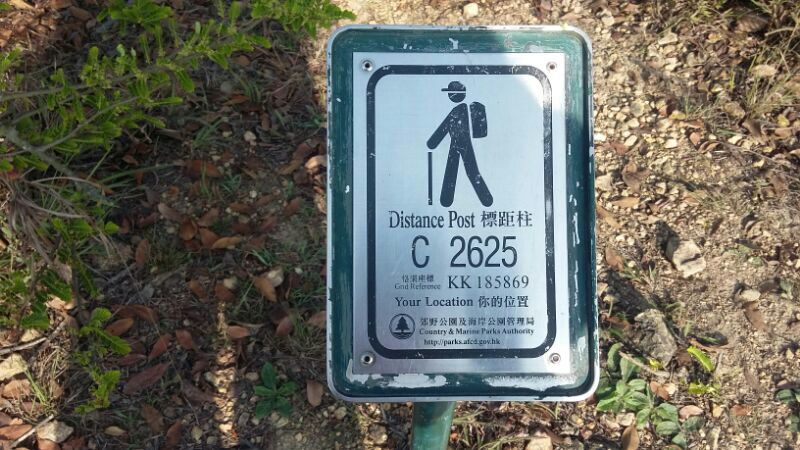 Distance Post 標距柱
C 2625
恆網座標
Grid Reference KK 185869
Your Location 你的位置
郊野公園及海岸公園管理局
Country & Marine Parks Authority
http://parks.afcd.gov.hk